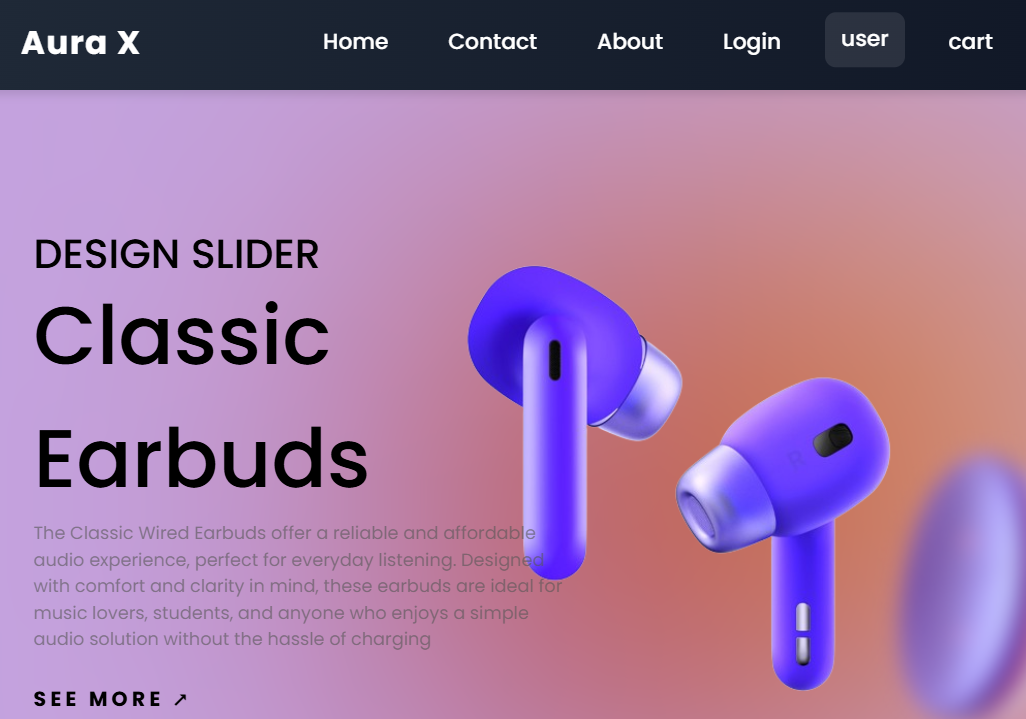 Aura X
Home Contact About Login user cart
DESIGN SLIDER
Classic
Earbuds
The Classic Wired Earbuds offer a reliable and affordable
audio experience, perfect for everyday listening. Designed
with comfort and clarity in mind, these earbuds are ideal for
music lovers, students, and anyone who enjoys a simple
audio solution without the hassle of charging
SEE MORE ↗
R